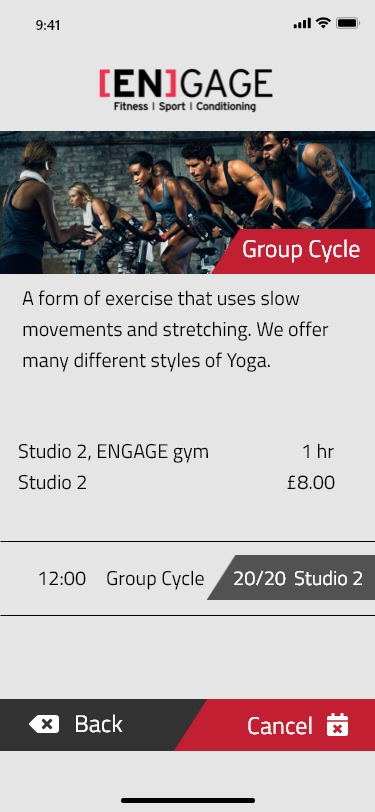 9:41
[EN]GAGE
Fitness | Sport | Conditioning
Group Cycle
A form of exercise that uses slow
movements and stretching. We offer
many different styles of Yoga.
Studio 2, ENGAGE gym 1 hr
Studio 2 £8.00
12:00 Group Cycle 20/20 Studio 2
Back Cancel